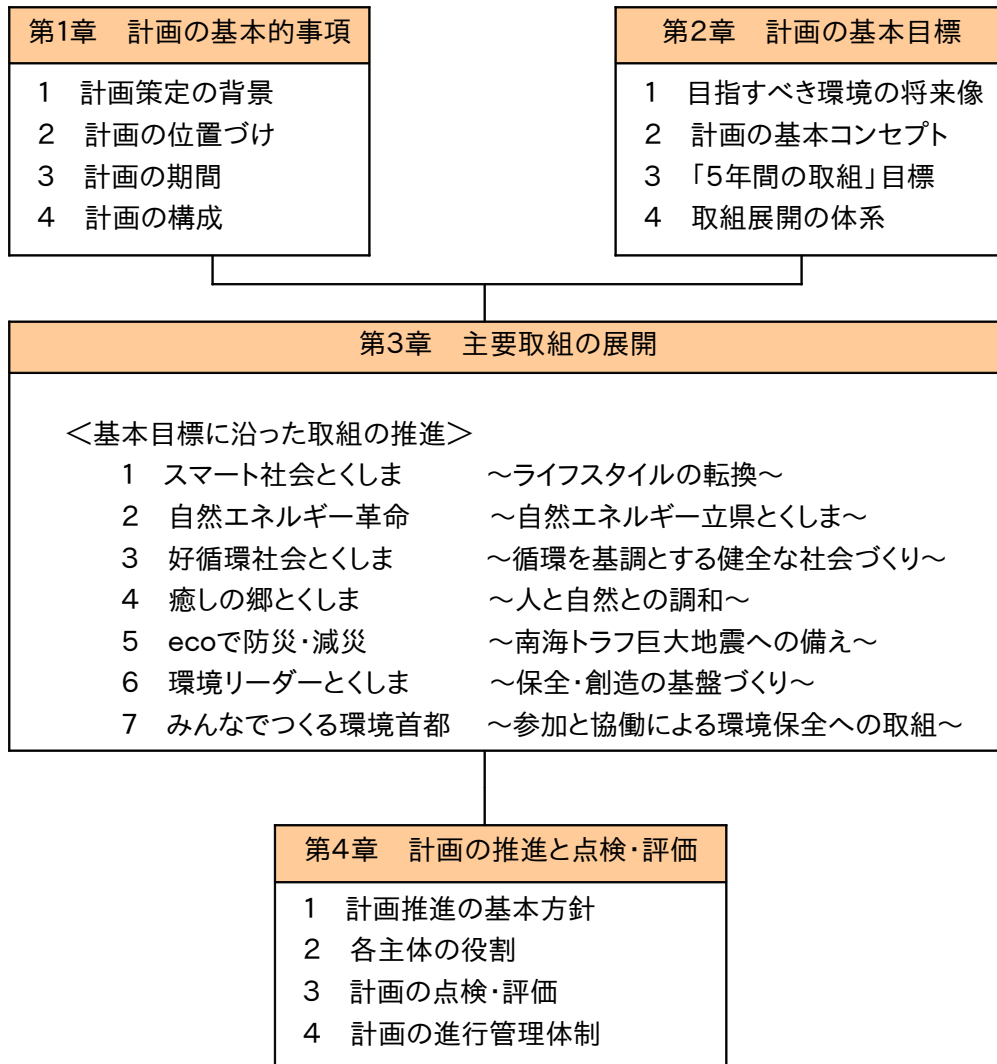 第1章　計画の基本的事項
1　計画策定の背景
2　計画の位置づけ
3　計画の期間
4　計画の構成
第2章　計画の基本目標
1　目指すべき環境の将来像
2　計画の基本コンセプト
3　「5年間の取組」目標
4　取組展開の体系
第3章　主要取組の展開
＜基本目標に沿った取組の推進＞
1　スマート社会とくしま　～ライフスタイルの転換～
2　自然エネルギー革命　～自然エネルギー立県とくしま～
3　好循環社会とくしま　～循環を基調とする健全な社会づくり～
4　癒しの郷とくしま　～人と自然との調和～
5　ecoで防災・減災　～南海トラフ巨大地震への備え～
6　環境リーダーとくしま　～保全・創造の基盤づくり～
7　みんなでつくる環境首都　～参加と協働による環境保全への取組～
第4章　計画の推進と点検・評価
1　計画推進の基本方針
2　各主体の役割
3　計画の点検・評価
4　計画の進行管理体制